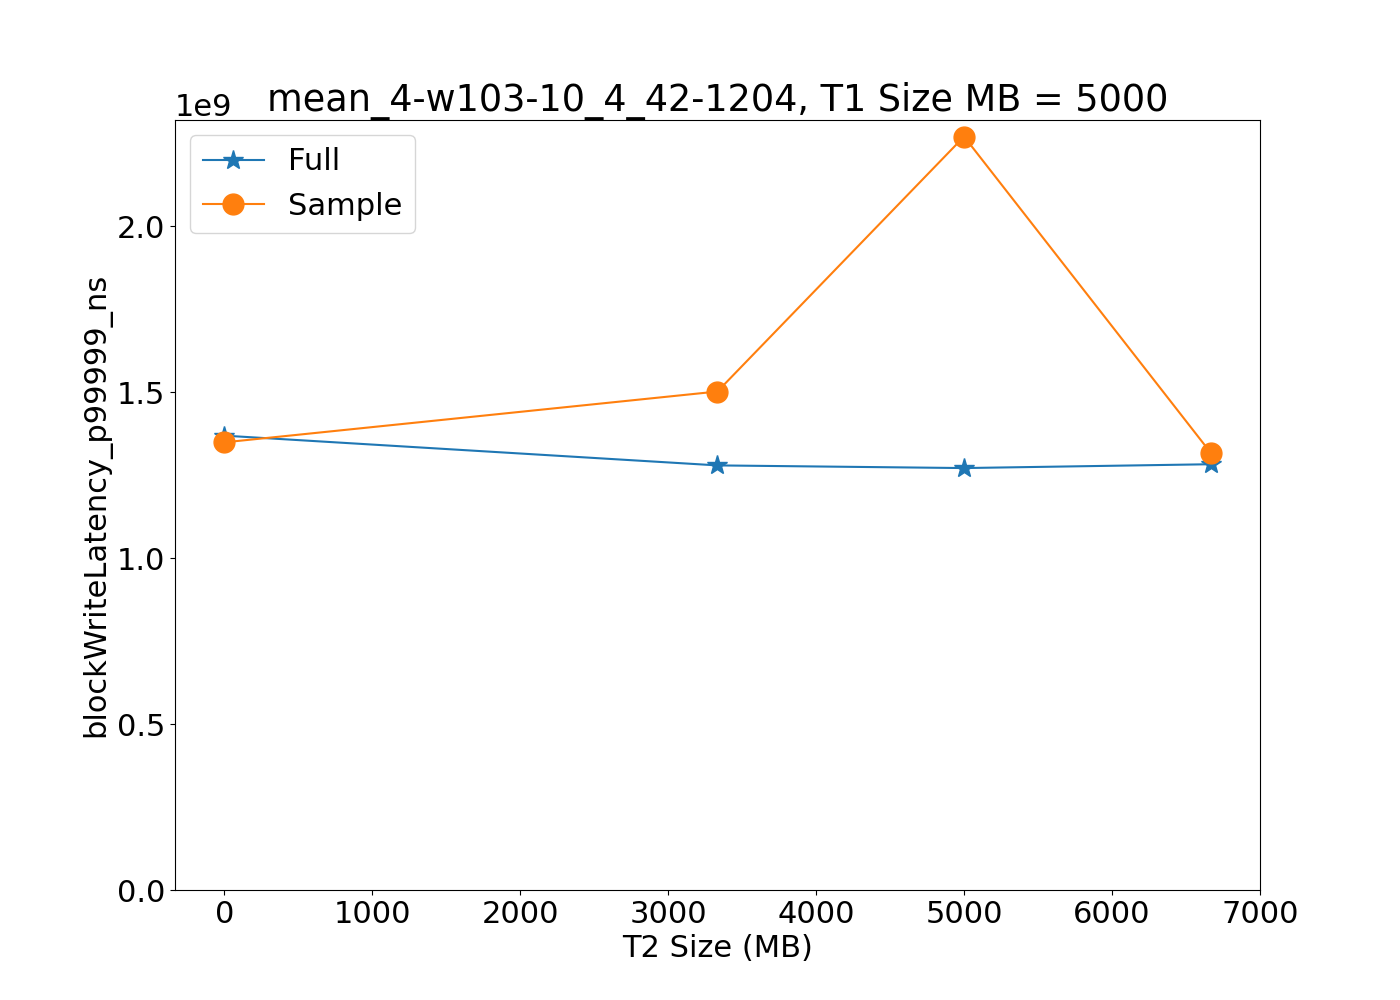 mean_4-w103-10_4_42-1204, T1 Size MB = 5000
1e9
Full
Sample
2.0
1.5
1.0
0.5
0.0
blockWriteLatency_p99999_ns
0 1000 2000 3000 4000 5000 6000 7000
T2 Size (MB)